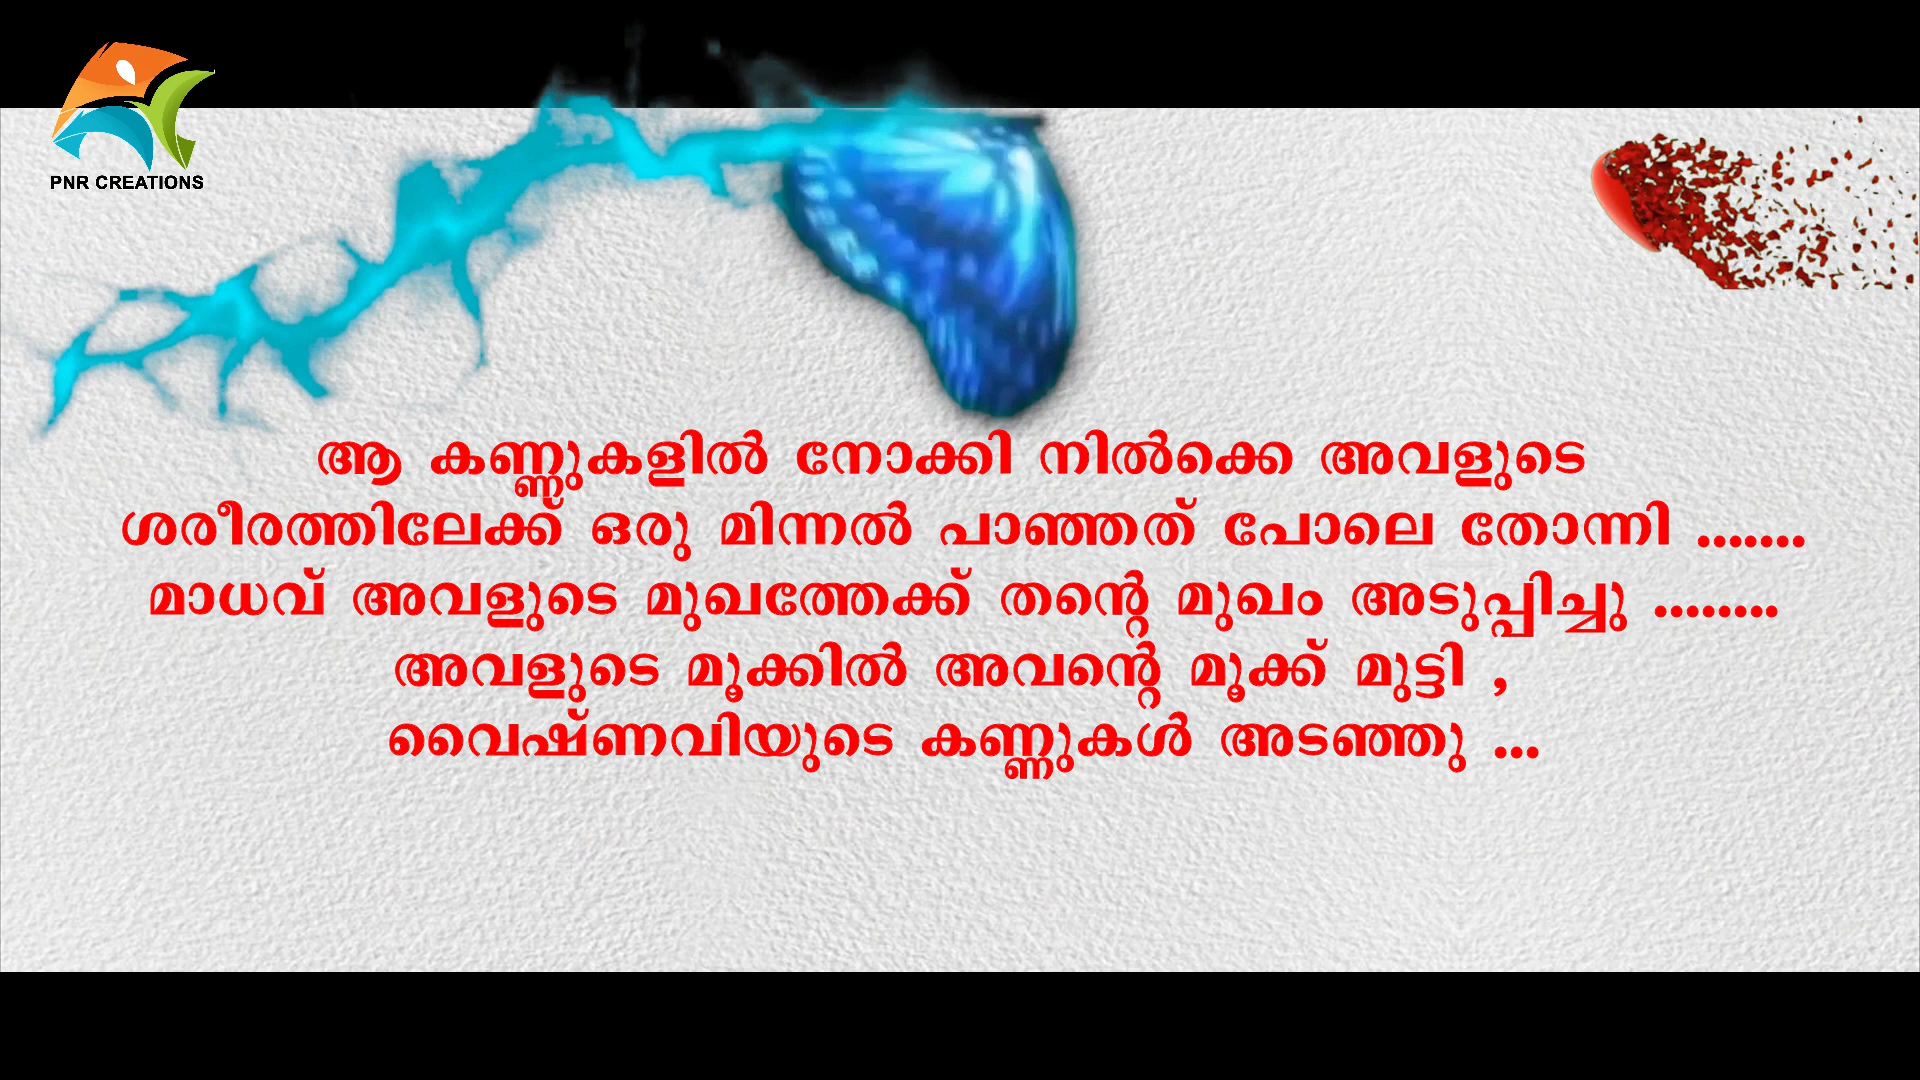 PNR CREATIONS
ആ കണ്ണുകളിൽ നോക്കി നിൽക്കെ അവളുടെ
ശരീരത്തിലേക്ക് ഒരു മിന്നൽ പാഞ്ഞത് പോലെ തോന്നി .......
മാധവ് അവളുടെ മുഖത്തേക്ക് തന്റെ മുഖം അടുപ്പിച്ചു ........
അവളുടെ മൂക്കിൽ അവന്റെ മൂക്ക് മുട്ടി ,
വൈഷ്ണവിയുടെ കണ്ണുകൾ അടഞ്ഞു ...